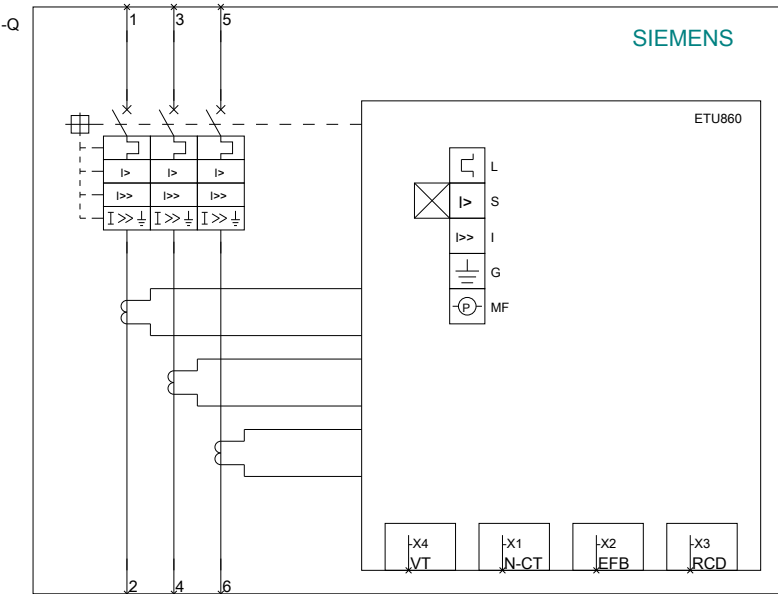 -Q
1 3 5
SIEMENS
ETU860
L
I> I> I>
I> S
I>> I>> I>>
I>> I
I>> I>> I>>
G
P MF
-X4 -X1 -X2 -X3
VT N-CT EFB RCD
2 4 6